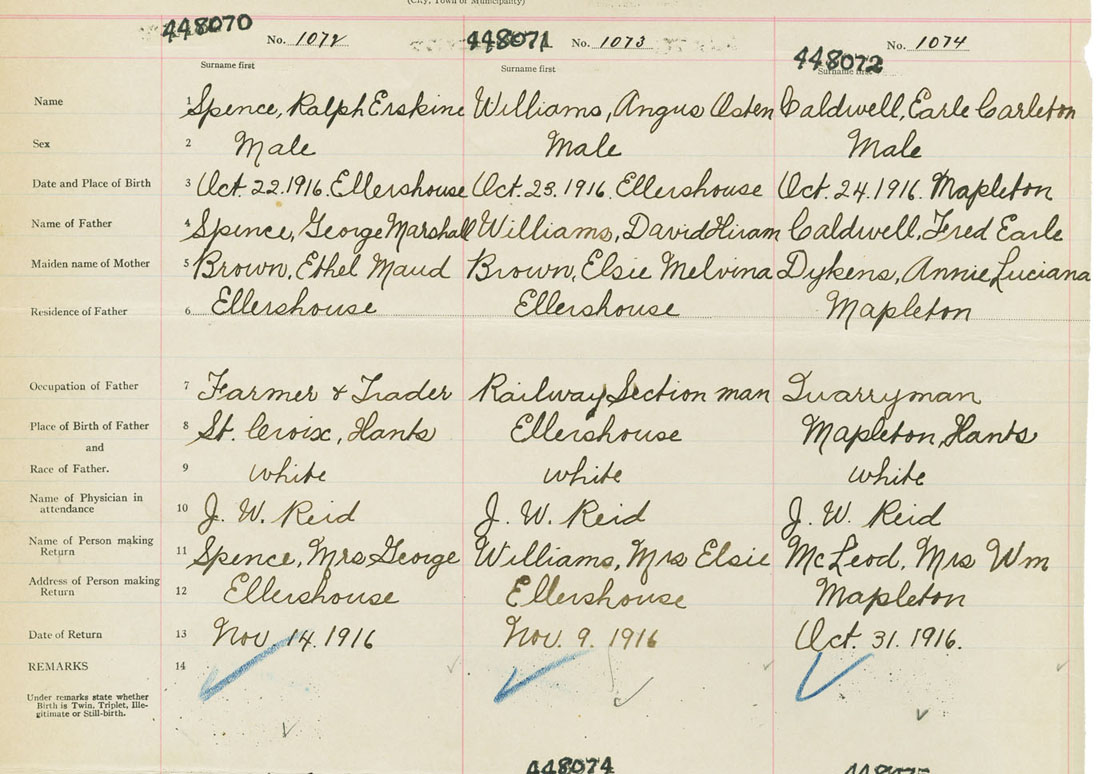 (City, Town or Municipality)
448070 No. 1072 448071 No. 1073 448072 No. 1074
Surname first Surname first Surname first
Name 1 Spence, Ralph Erskine Williams, Angus Osten Caldwell, Earle Carleton
Sex 2 Male Male Male
Date and Place of Birth 3 Oct. 22. 1916. Ellershouse Oct. 23. 1916. Ellershouse Oct. 24. 1916. Mapleton
Name of Father 4 Spence, George Marshall Williams, David Hiram Caldwell, Fred Earle
Maiden name of Mother 5 Brown, Ethel Maud Brown, Elsie Melvina Dykens, Annie Luciana
Residence of Father 6 Ellershouse Ellershouse Mapleton
Occupation of Father 7 Farmer & Trader Railway Section man Quarryman
Place of Birth of Father 8 St. Croix, Hants Ellershouse Mapleton, Hants
and
Race of Father. 9 white white white
Name of Physician in
attendance 10 J. W. Reid J. W. Reid J. W. Reid
Name of Person making
Return 11 Spence, Mrs George Williams, Mrs Elsie McLeod, Mrs Wm
Address of Person making
Return 12 Ellershouse Ellershouse Mapleton
Date of Return 13 Nov. 14. 1916 Nov. 9. 1916 Oct. 31. 1916.
REMARKS 14
Under remarks state whether
Birth is Twin, Triplet, Ille-
gitimate or Still-birth.
448074